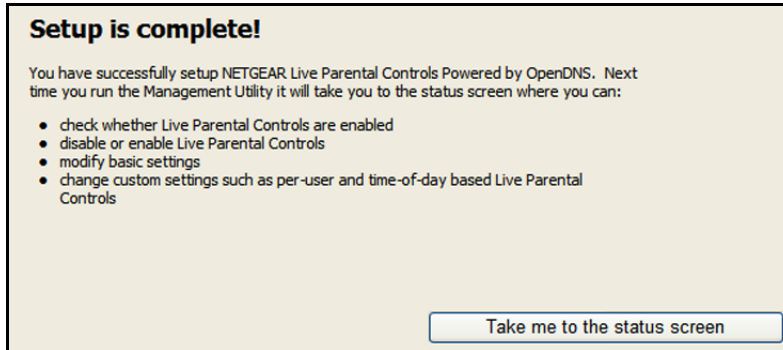 Setup is complete!
You have successfully setup NETGEAR Live Parental Controls Powered by OpenDNS. Next
time you run the Management Utility it will take you to the status screen where you can:
• check whether Live Parental Controls are enabled
• disable or enable Live Parental Controls
• modify basic settings
• change custom settings such as per-user and time-of-day based Live Parental
Controls
Take me to the status screen